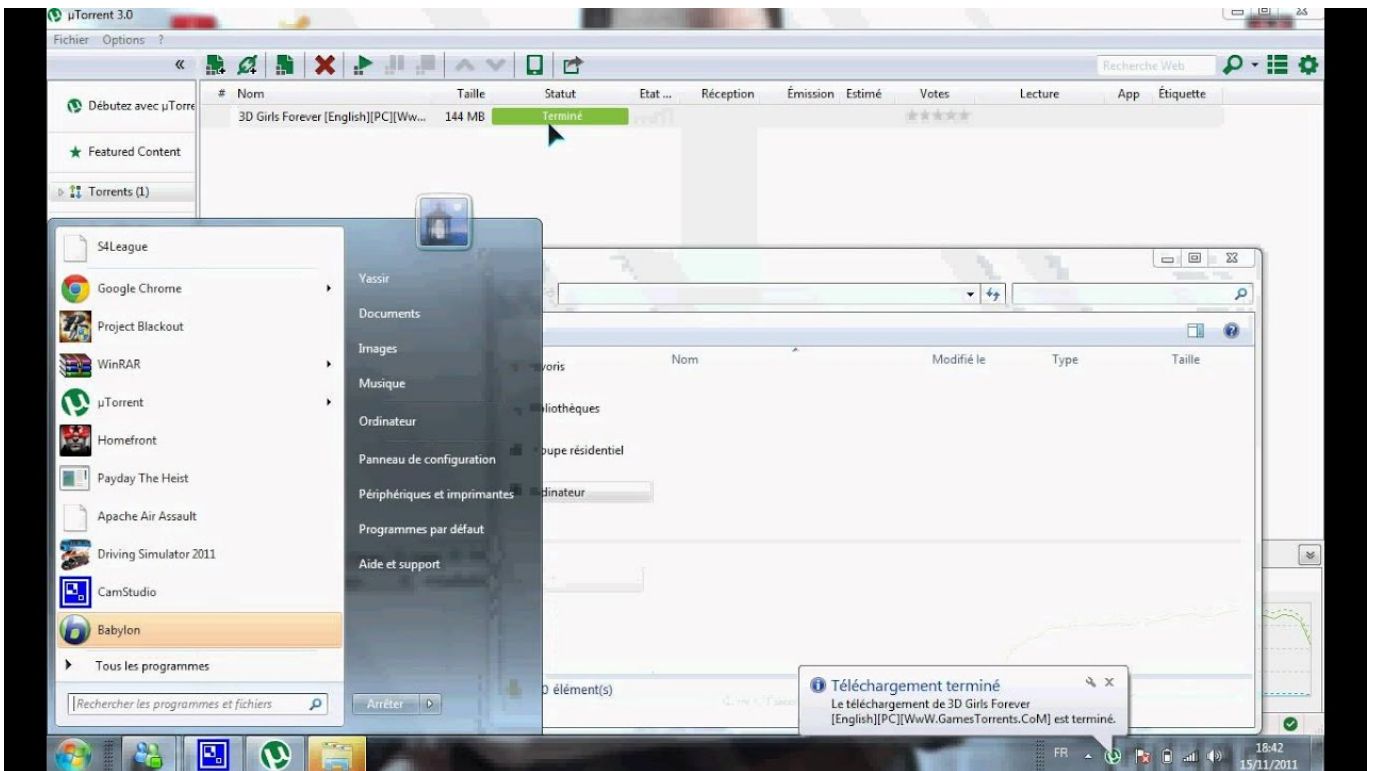 µTorrent 3.0
Fichier Options ?
Recherche Web
Débutez avec µTorre
Featured Content
Torrents (1)
# Nom Taille Statut Etat ... Réception Émission Estimé Votes Lecture App Étiquette
3D Girls Forever [English][PC][Ww... 144 MB Terminé
S4League
Google Chrome
Project Blackout
WinRAR
µTorrent
Homefront
Payday The Heist
Apache Air Assault
Driving Simulator 2011
CamStudio
Babylon
Tous les programmes
Rechercher les programmes et fichiers
Yassir
Documents
Images
Musique
Ordinateur
Panneau de configuration
Périphériques et imprimantes
Programmes par défaut
Aide et support
Arrêter
Nom Modifié le Type Taille
voris
liothèques
oupe résidentiel
dinateur
0 élément(s)
Téléchargement terminé
Le téléchargement de 3D Girls Forever
[English][PC][WwW.GamesTorrents.CoM] est terminé.
FR
18:42
15/11/2011